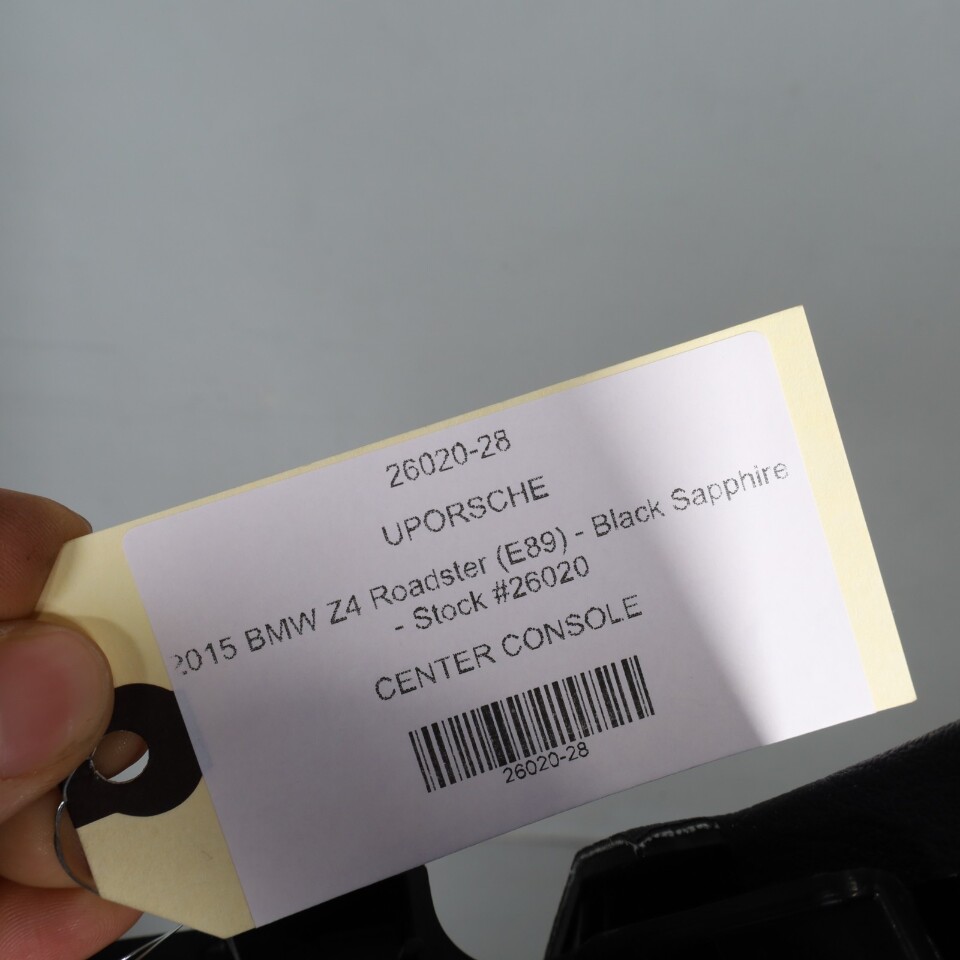 26020-28
UPORSCHE
2015 BMW Z4 Roadster (E89) - Black Sapphire
- Stock #26020
CENTER CONSOLE
26020-28